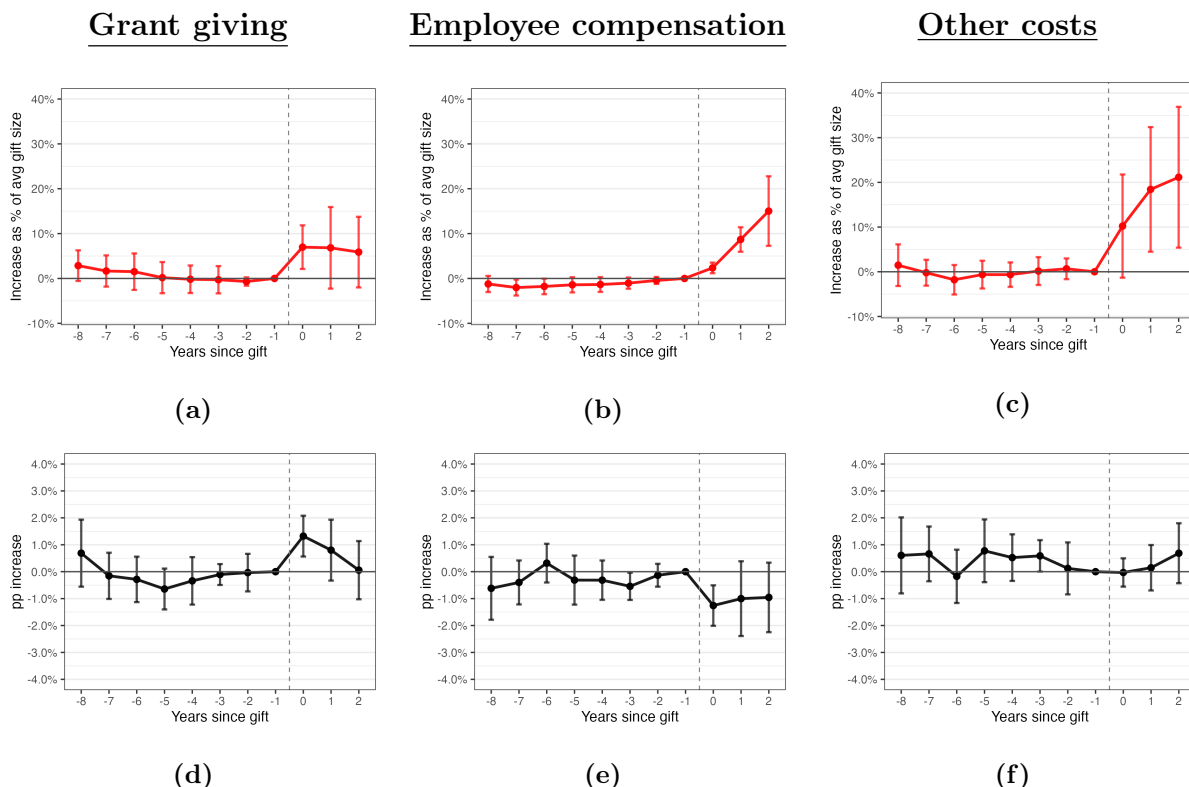 Grant giving
Employee compensation
Other costs
Increase as % of avg gift size
40%
30%
20%
10%
0%
-10%
-8 -7 -6 -5 -4 -3 -2 -1 0 1 2
Years since gift
(a)
Increase as % of avg gift size
40%
30%
20%
10%
0%
-10%
-8 -7 -6 -5 -4 -3 -2 -1 0 1 2
Years since gift
(b)
Increase as % of avg gift size
40%
30%
20%
10%
0%
-10%
-8 -7 -6 -5 -4 -3 -2 -1 0 1 2
Years since gift
(c)
pp increase
4.0%
3.0%
2.0%
1.0%
0.0%
-1.0%
-2.0%
-3.0%
-4.0%
-8 -7 -6 -5 -4 -3 -2 -1 0 1 2
Years since gift
(d)
pp increase
4.0%
3.0%
2.0%
1.0%
0.0%
-1.0%
-2.0%
-3.0%
-4.0%
-8 -7 -6 -5 -4 -3 -2 -1 0 1 2
Years since gift
(e)
pp increase
4.0%
3.0%
2.0%
1.0%
0.0%
-1.0%
-2.0%
-3.0%
-4.0%
-8 -7 -6 -5 -4 -3 -2 -1 0 1 2
Years since gift
(f)